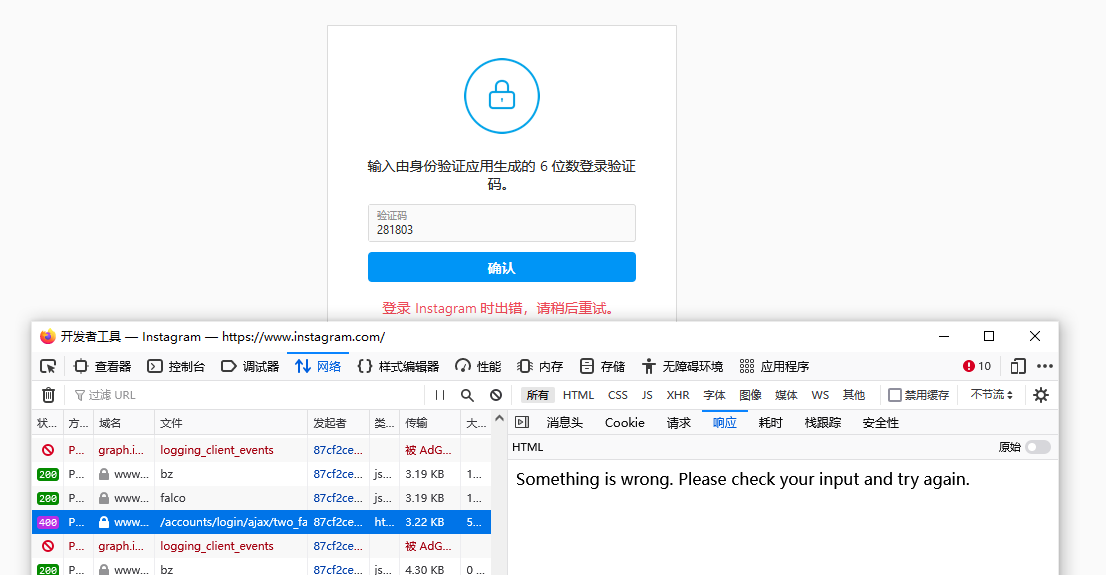 输入由身份验证应用生成的 6 位数登录验证
码。
验证码
281803
确认
登录 Instagram 时出错，请稍后重试。
开发者工具 — Instagram — https://www.instagram.com/
查看器 控制台 调试器 网络 样式编辑器 性能 内存 存储 无障碍环境 应用程序 10
过滤 URL 所有 HTML CSS JS XHR 字体 图像 媒体 WS 其他 禁用缓存 不节流
状... 方... 域名 文件 发起者 类... 传输 大... 消息头 Cookie 请求 响应 耗时 栈跟踪 安全性
HTML 原始
Something is wrong. Please check your input and try again.
P... graph.i... logging_client_events 87cf2ce... 被 AdG...
200 P... www... bz 87cf2ce... js... 3.19 KB 1...
200 P... www... falco 87cf2ce... js... 3.19 KB 1...
400 P... www... /accounts/login/ajax/two_fa 87cf2ce... ht... 3.22 KB 5...
P... graph.i... logging_client_events 87cf2ce... 被 AdG...
200 P... www... bz 87cf2ce... js... 4.30 KB 0 ...